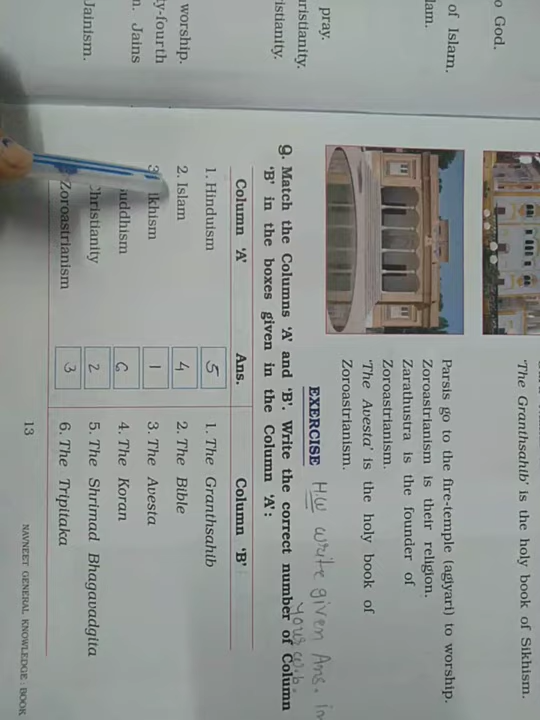 o God.
of Islam.
lam.
pray.
ristianity.
istianity.
worship.
ty-fourth
n. Jains
Jainism.
'The Granthsahib' is the holy book of Sikhism.
Parsis go to the fire-temple (agiyari) to worship.
Zoroastrianism is their religion.
Zarathustra is the founder of
Zoroastrianism.
'The Avesta' is the holy book of
Zoroastrianism.
EXERCISE H.W write given Ans. in
your w.b.
9. Match the Columns 'A' and 'B'. Write the correct number of Column
'B' in the boxes given in the Column 'A':
Column 'A' Ans. Column 'B'
1. Hinduism 5 1. The Granthsahib
2. Islam 4 2. The Bible
3 ikhism 1 3. The Avesta
uddhism 6 4. The Koran
hristianity 2 5. The Shrimad Bhagavadgita
Zoroastrianism 3 6. The Tripitaka
13 NAVNEET GENERAL KNOWLEDGE : BOOK